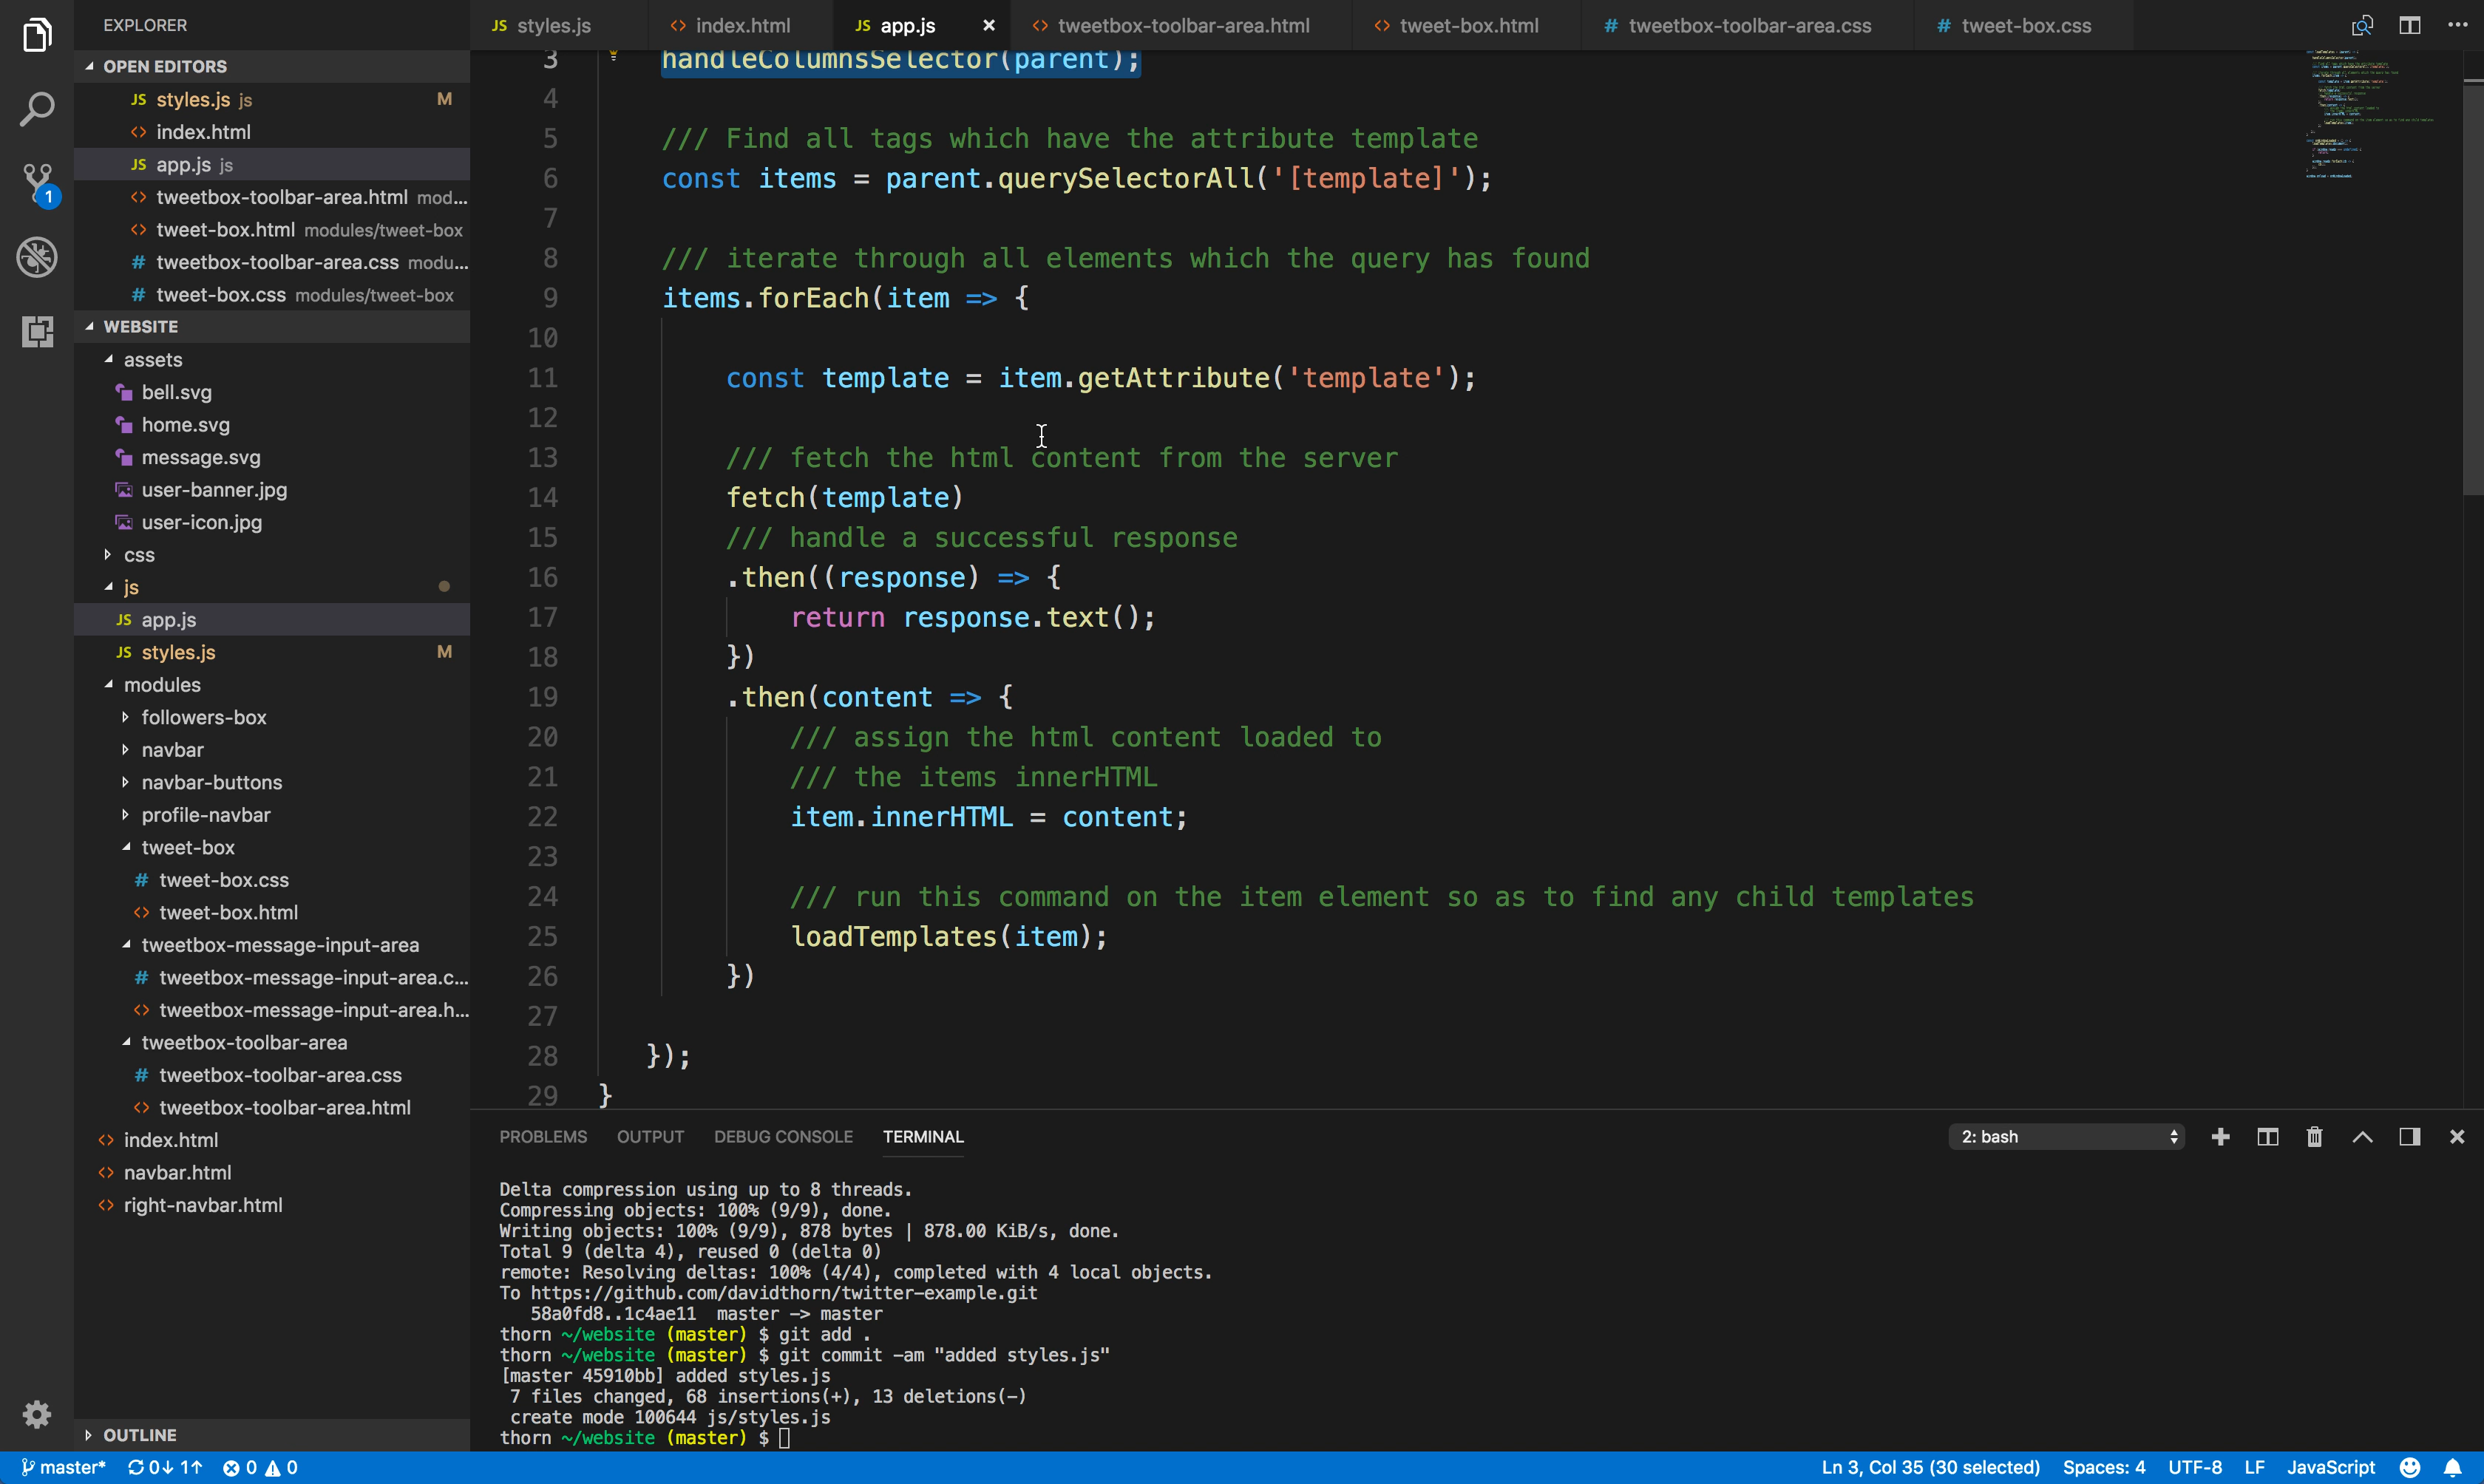 EXPLORER
OPEN EDITORS
JS styles.js js M
<> index.html
JS app.js js
<> tweetbox-toolbar-area.html mod...
<> tweet-box.html modules/tweet-box
# tweetbox-toolbar-area.css modu...
# tweet-box.css modules/tweet-box
WEBSITE
assets
bell.svg
home.svg
message.svg
user-banner.jpg
user-icon.jpg
css
js
JS app.js
JS styles.js M
modules
followers-box
navbar
navbar-buttons
profile-navbar
tweet-box
# tweet-box.css
<> tweet-box.html
tweetbox-message-input-area
# tweetbox-message-input-area.c...
<> tweetbox-message-input-area.h...
tweetbox-toolbar-area
# tweetbox-toolbar-area.css
<> tweetbox-toolbar-area.html
<> index.html
<> navbar.html
<> right-navbar.html
OUTLINE
1
JS styles.js <> index.html JS app.js × <> tweetbox-toolbar-area.html <> tweet-box.html # tweetbox-toolbar-area.css # tweet-box.css
3 handleColumnsSelector(parent);
4
5 /// Find all tags which have the attribute template
6 const items = parent.querySelectorAll('[template]');
7
8 /// iterate through all elements which the query has found
9 items.forEach(item => {
10
11 const template = item.getAttribute('template');
12
13 /// fetch the html content from the server
14 fetch(template)
15 /// handle a successful response
16 .then((response) => {
17 return response.text();
18 })
19 .then(content => {
20 /// assign the html content loaded to
21 /// the items innerHTML
22 item.innerHTML = content;
23
24 /// run this command on the item element so as to find any child templates
25 loadTemplates(item);
26 })
27
28 });
29 }
PROBLEMS OUTPUT DEBUG CONSOLE TERMINAL 2: bash
Delta compression using up to 8 threads.
Compressing objects: 100% (9/9), done.
Writing objects: 100% (9/9), 878 bytes | 878.00 KiB/s, done.
Total 9 (delta 4), reused 0 (delta 0)
remote: Resolving deltas: 100% (4/4), completed with 4 local objects.
To https://github.com/davidthorn/twitter-example.git
58a0fd8..1c4ae11 master -> master
thorn ~/website (master) $ git add .
thorn ~/website (master) $ git commit -am "added styles.js"
[master 45910bb] added styles.js
7 files changed, 68 insertions(+), 13 deletions(-)
create mode 100644 js/styles.js
thorn ~/website (master) $
master* 0↓ 1↑ 0 0 Ln 3, Col 35 (30 selected) Spaces: 4 UTF-8 LF JavaScript